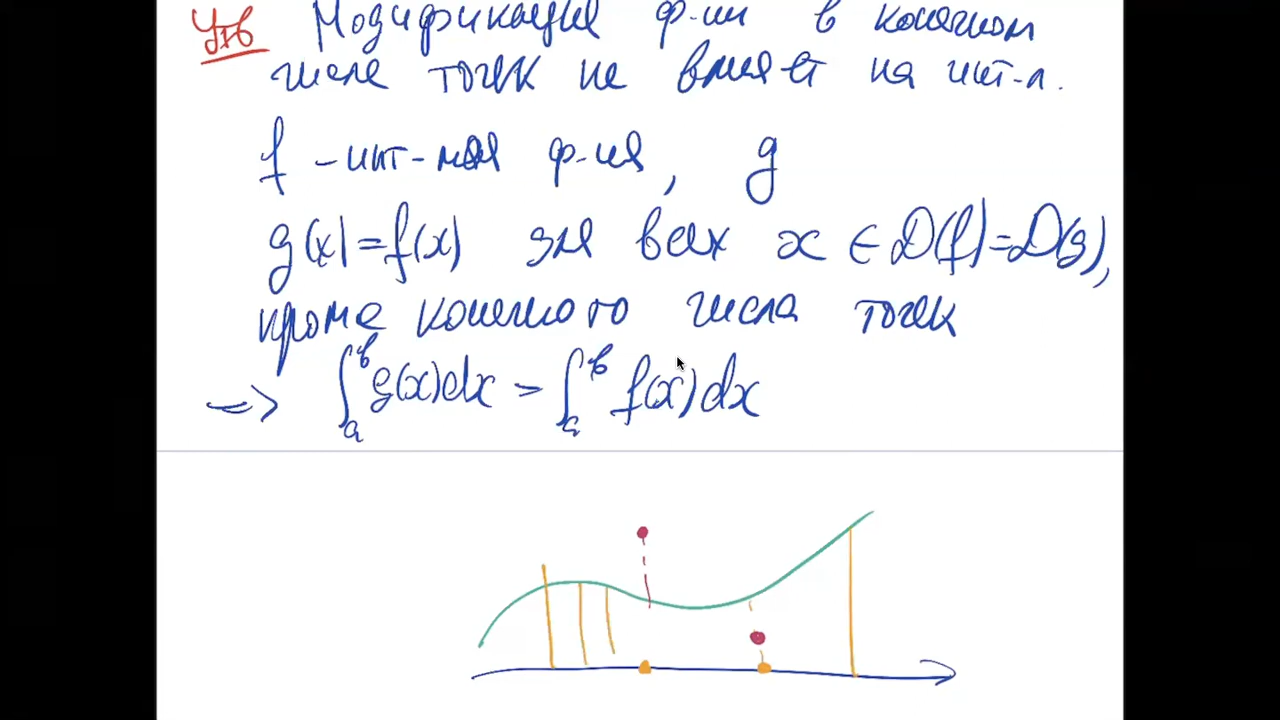 Утв Модификация ф-ии в конечном
числе точек не влияет на инт-л.
f - инт-мая ф-ия, g
g(x)=f(x) для всех x ∈ D(f)=D(g),
кроме конечного числа точек
=> ∫_a^b g(x)dx = ∫_a^b f(x)dx